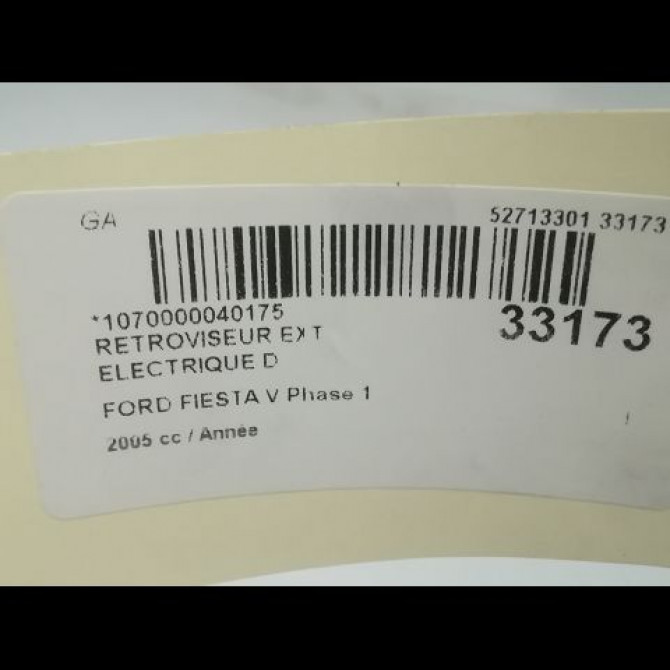 GA
52713301 33173
*1070000040175
33173
RETROVISEUR EXT
ELECTRIQUE D
FORD FIESTA V Phase 1
2005 cc / Année